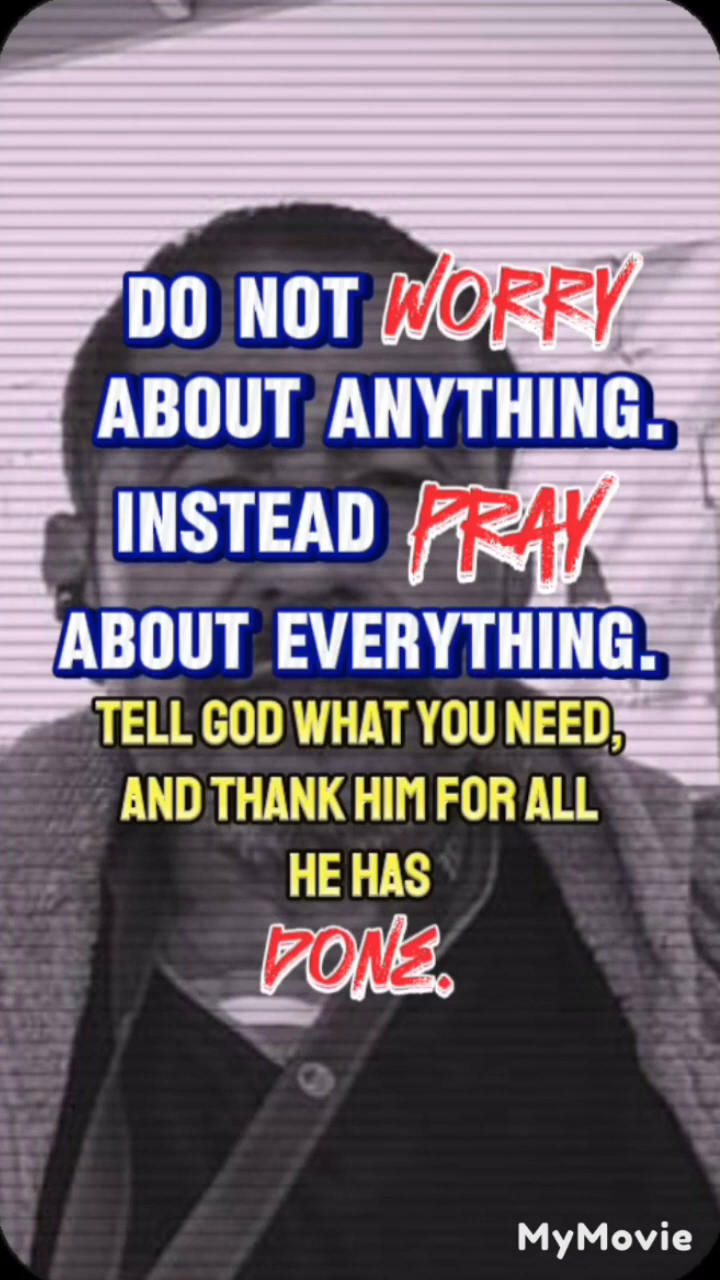 DO NOT WORRY
ABOUT ANYTHING.
INSTEAD PRAY
ABOUT EVERYTHING.
TELL GOD WHAT YOU NEED,
AND THANK HIM FOR ALL
HE HAS
DONE.
MyMovie